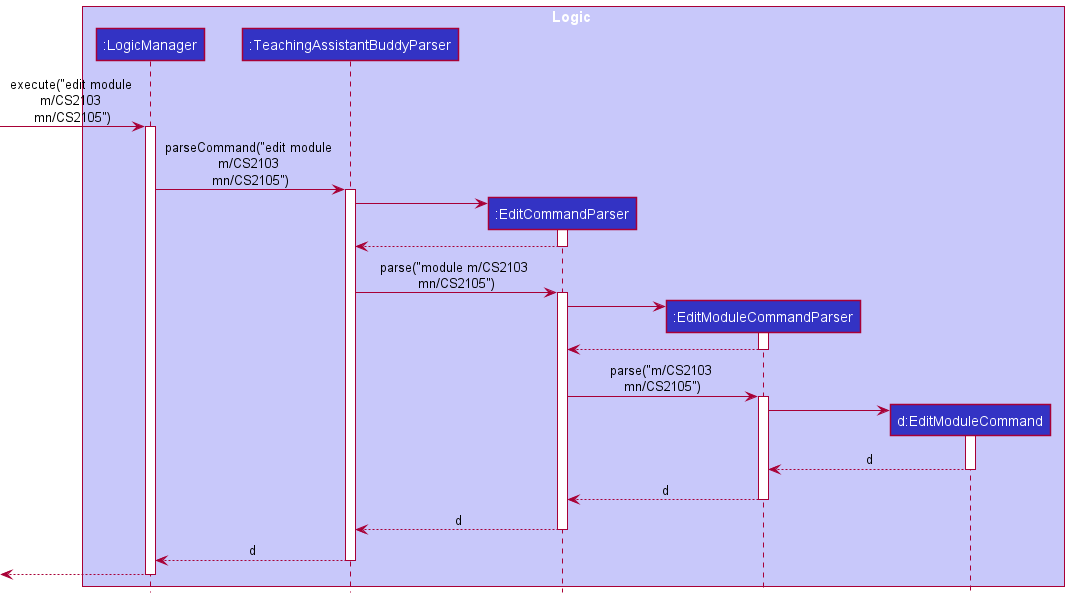 Logic
:LogicManager
:TeachingAssistantBuddyParser
execute("edit module
m/CS2103
mn/CS2105")
parseCommand("edit module
m/CS2103
mn/CS2105")
:EditCommandParser
parse("module m/CS2103
mn/CS2105")
:EditModuleCommandParser
parse("m/CS2103
mn/CS2105")
d:EditModuleCommand
d
d
d
d